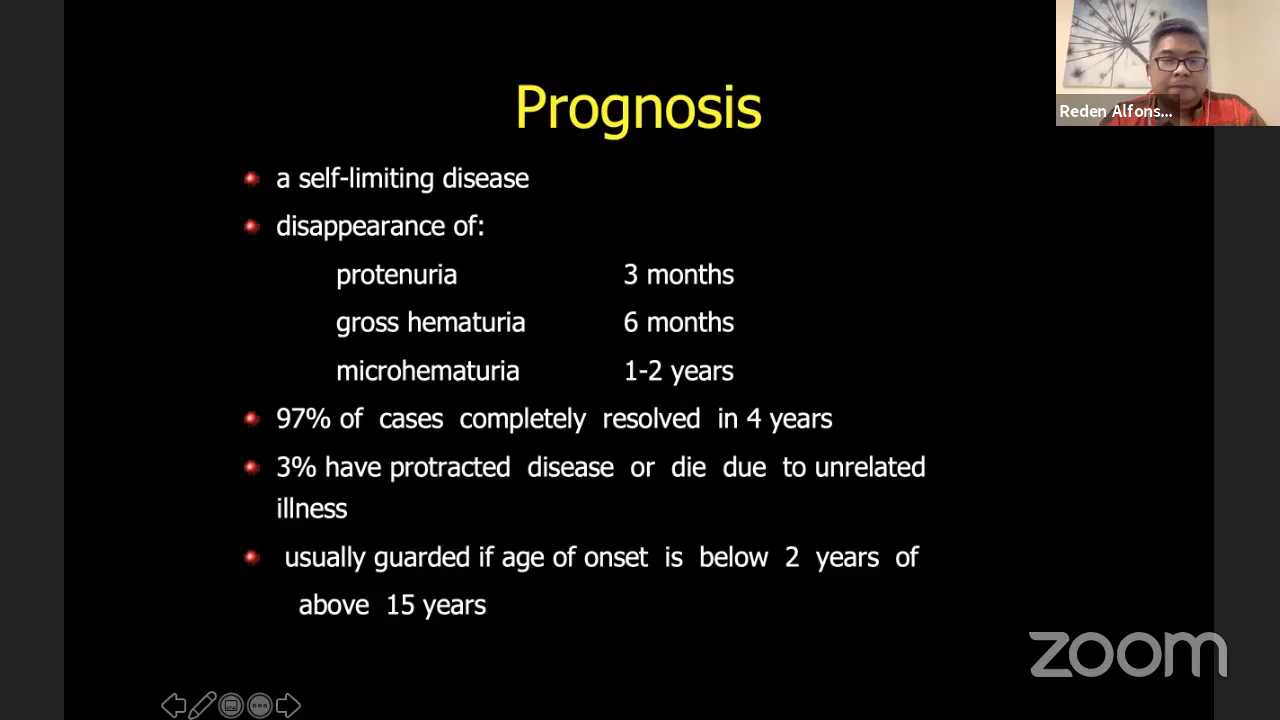 Reden Alfons...
Prognosis
a self-limiting disease
disappearance of:
protenuria 3 months
gross hematuria 6 months
microhematuria 1-2 years
97% of cases completely resolved in 4 years
3% have protracted disease or die due to unrelated
illness
usually guarded if age of onset is below 2 years of
above 15 years
zoom